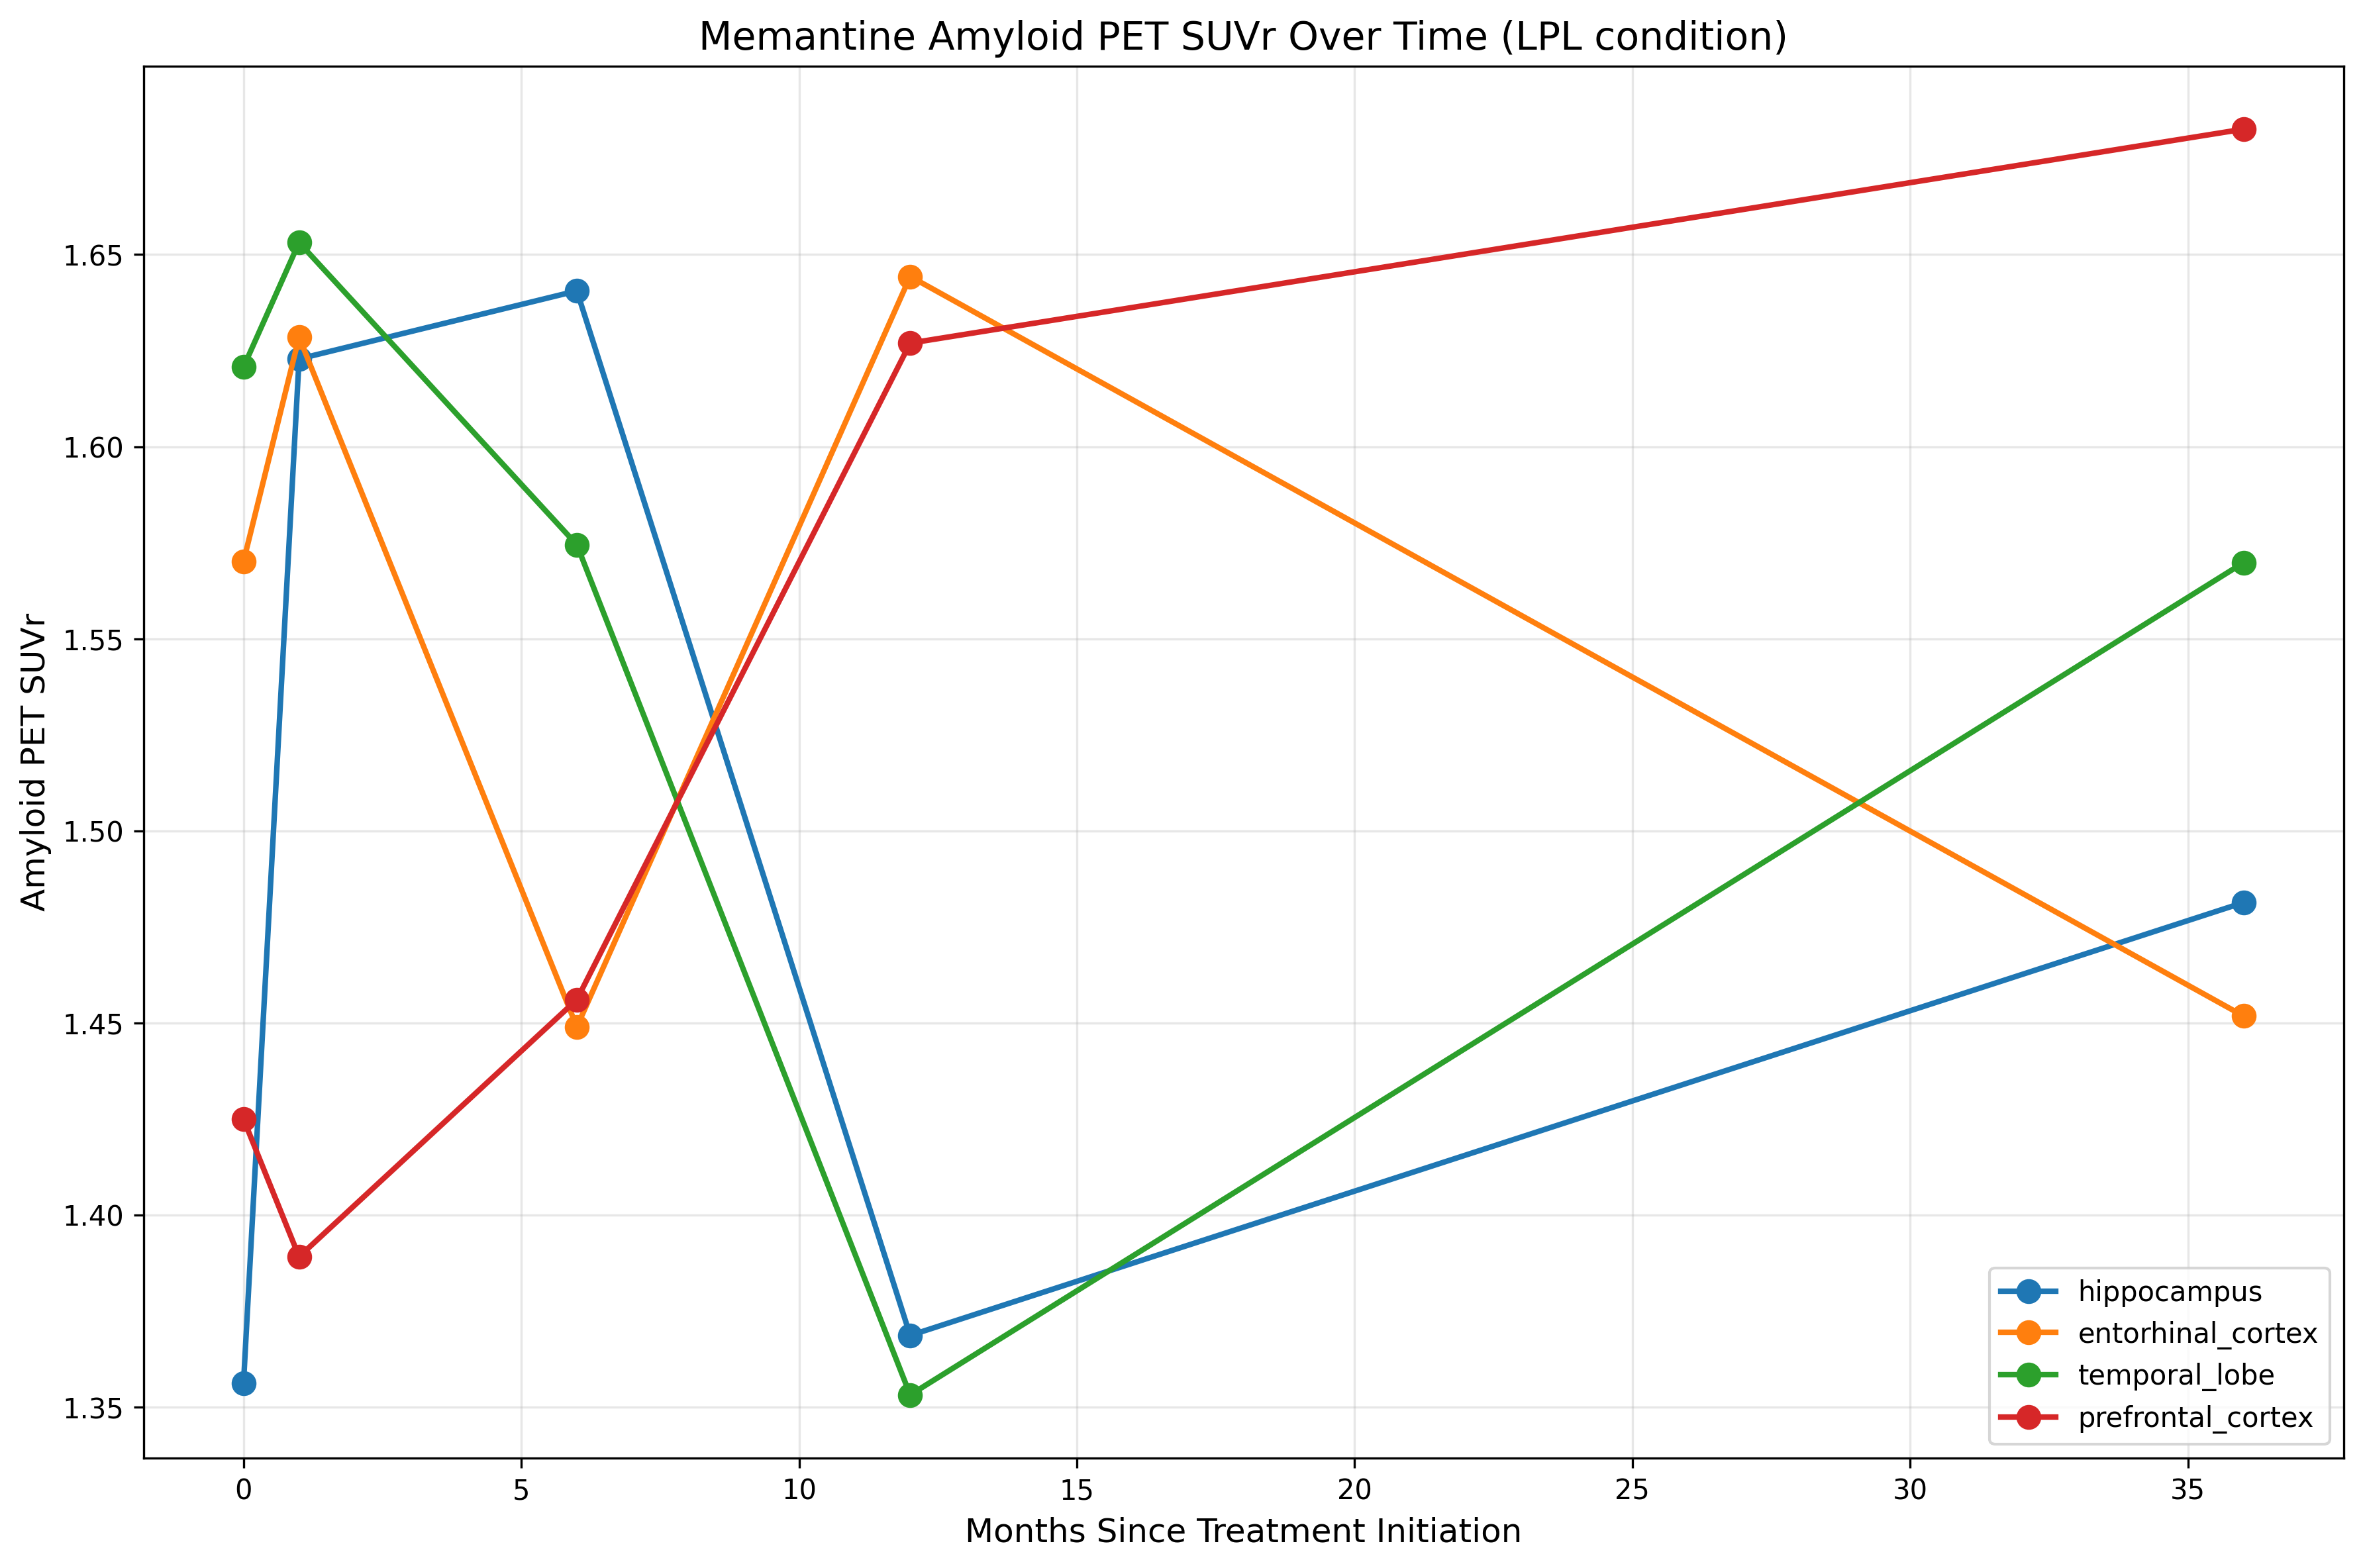 Memantine Amyloid PET SUVr Over Time (LPL condition)
Amyloid PET SUVr
1.65
1.60
1.55
1.50
1.45
1.40
1.35
0 5 10 15 20 25 30 35
Months Since Treatment Initiation
hippocampus
entorhinal_cortex
temporal_lobe
prefrontal_cortex